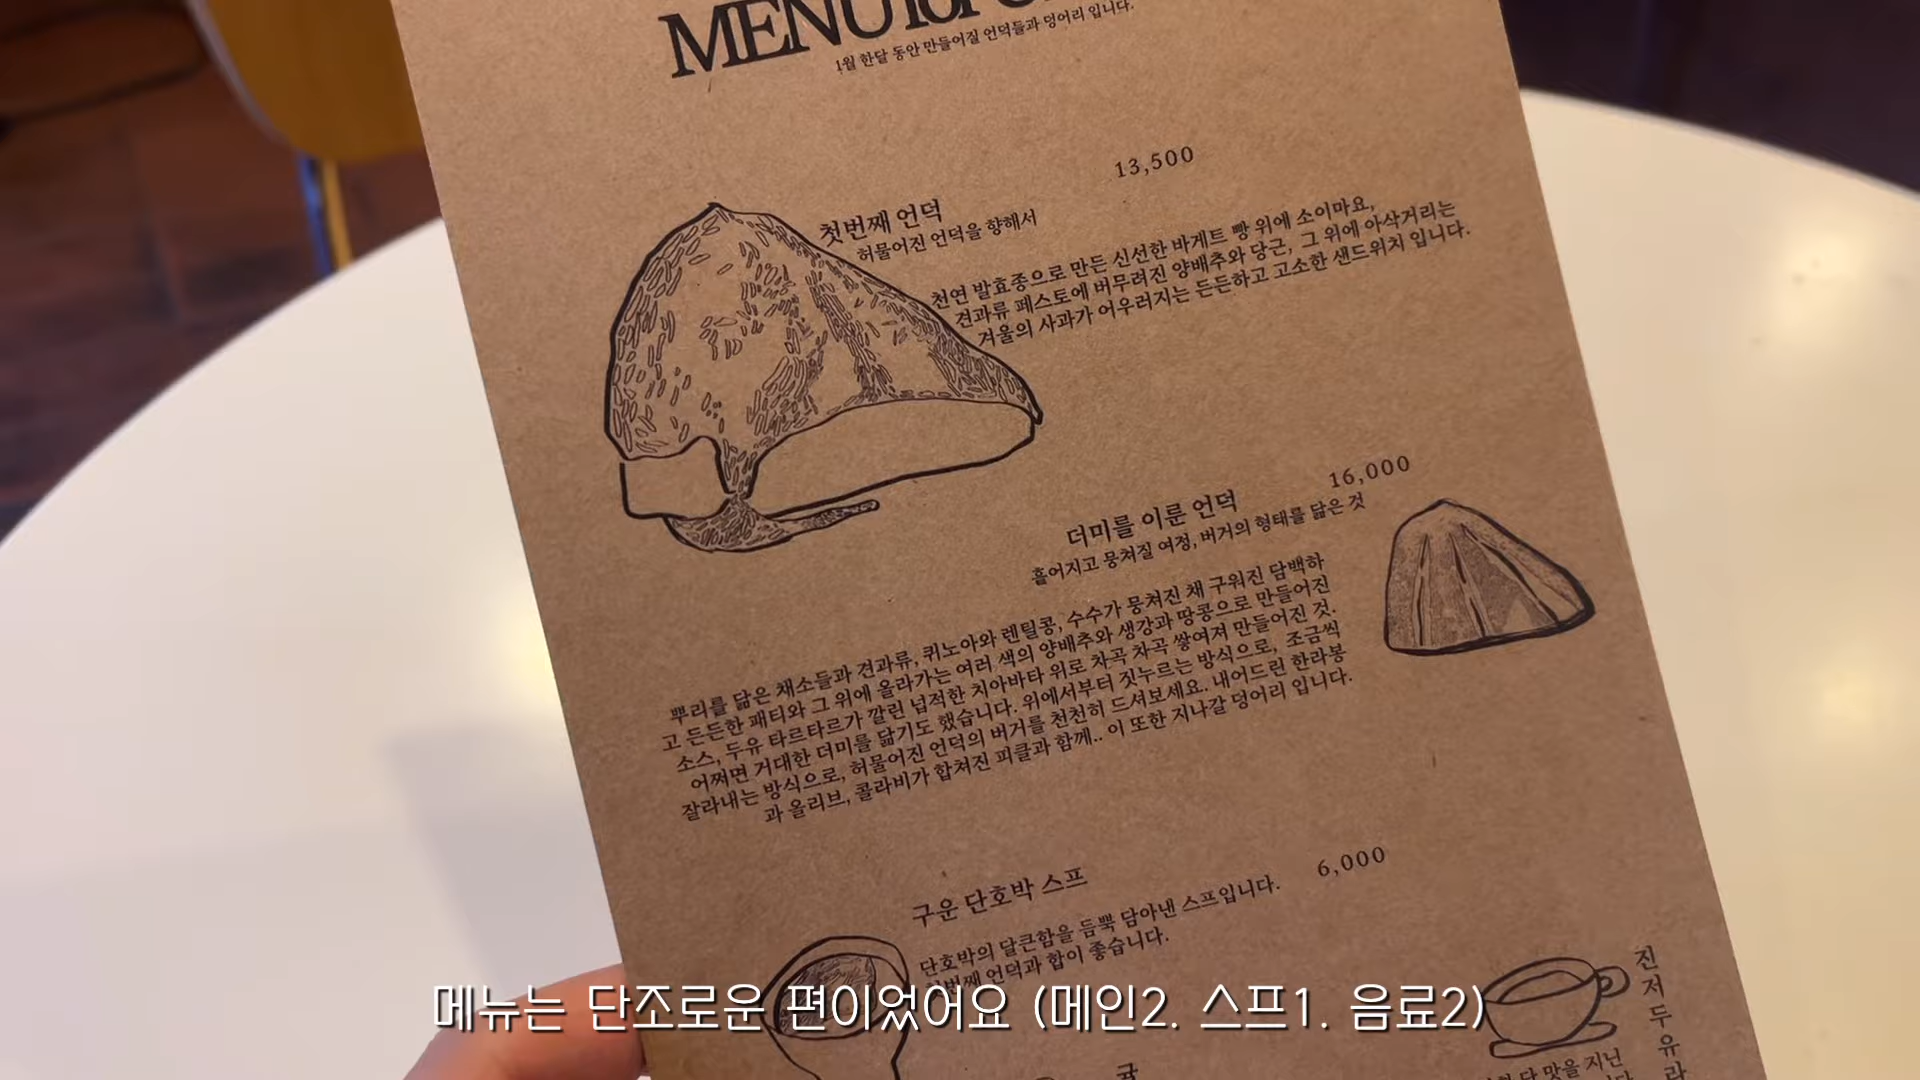 MENU for
1월 한달 동안 만들어질 언덕들과 덩어리 입니다.
13,500
첫번째 언덕
허물어진 언덕을 향해서
천연 발효종으로 만든 신선한 바게트 빵 위에 소이마요,
견과류 페스토에 버무려진 양배추와 당근, 그 위에 아삭거리는
겨울의 사과가 어우러지는 든든하고 고소한 샌드위치 입니다.
16,000
더미를 이룬 언덕
흩어지고 뭉쳐질 여정, 버거의 형태를 닮은 것
뿌리를 닮은 채소들과 견과류, 퀴노아와 렌틸콩, 수수가 뭉쳐진 채 구워진 담백하
고 든든한 패티와 그 위에 올라가는 여러 색의 양배추와 생강과 땅콩으로 만들어진
소스, 두유 타르타르가 깔린 넓적한 치아바타 위로 차곡 차곡 쌓여져 만들어진 것.
어쩌면 거대한 더미를 닮기도 했습니다. 위에서부터 짓누르는 방식으로, 조금씩
잘라내는 방식으로, 허물어진 언덕의 버거를 천천히 드셔보세요. 내어드린 한라봉
과 올리브, 콜라비가 합쳐진 피클과 함께.. 이 또한 지나갈 덩어리 입니다.
6,000
구운 단호박 스프
단호박의 달큰함을 듬뿍 담아낸 스프입니다.
언덕과 합이 좋습니다.
진저두유라
단 맛을 지닌
귤
메뉴는 단조로운 편이었어요 (메인2. 스프1. 음료2)